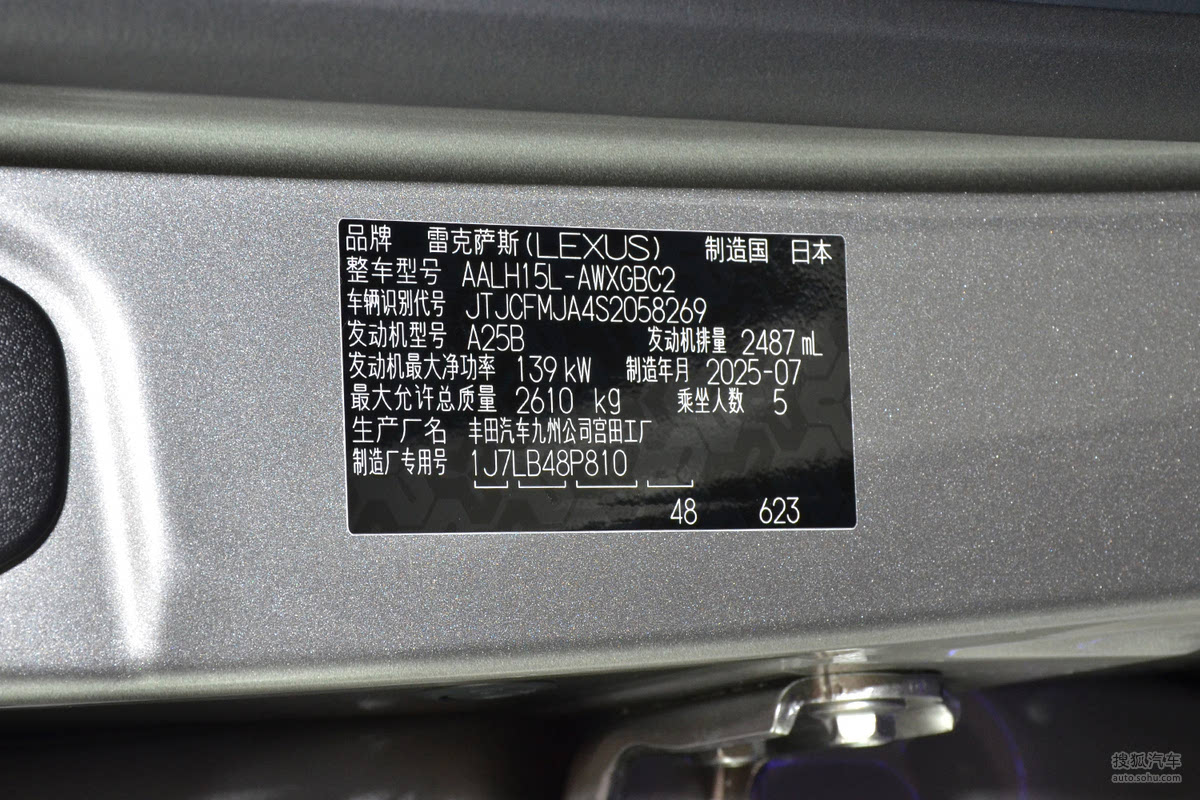 品牌 雷克萨斯(LEXUS) 制造国 日本
整车型号 AALH15L-AWXGBC2
车辆识别代号 JTJCFMJA4S2058269
发动机型号 A25B 发动机排量 2487 mL
发动机最大净功率 139 kW 制造年月 2025-07
最大允许总质量 2610 kg 乘坐人数 5
生产厂名 丰田汽车九州公司宫田工厂
制造厂专用号 1J7LB48P810
48 623
搜狐汽车
auto.sohu.com